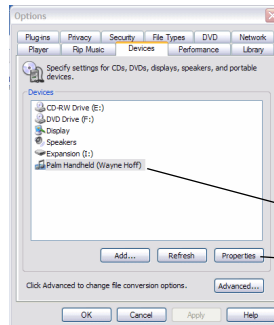 Options
Plug-ins Privacy Security File Types DVD Network
Player Rip Music Devices Performance Library
Specify settings for CDs, DVDs, displays, speakers, and portable
devices.
Devices
CD-RW Drive (E:)
DVD Drive (F:)
Display
Speakers
Expansion (I:)
Palm Handheld (Wayne Hoff)
Add... Refresh Properties
Click Advanced to change file conversion options. Advanced...
OK Cancel Apply Help